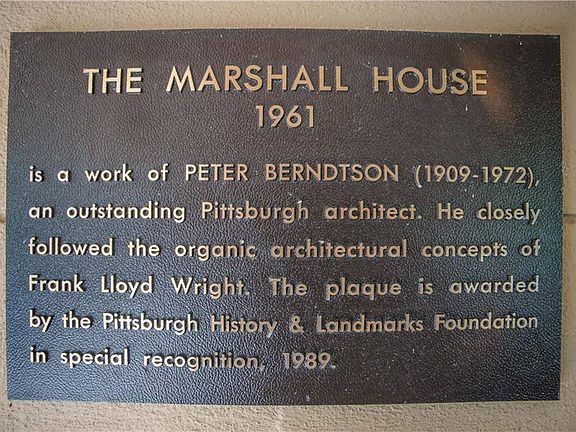 THE MARSHALL HOUSE
1961
is a work of PETER BERNDTSON (1909-1972),
an outstanding Pittsburgh architect. He closely
followed the organic architectural concepts of
Frank Lloyd Wright. The plaque is awarded
by the Pittsburgh History & Landmarks Foundation
in special recognition, 1989.